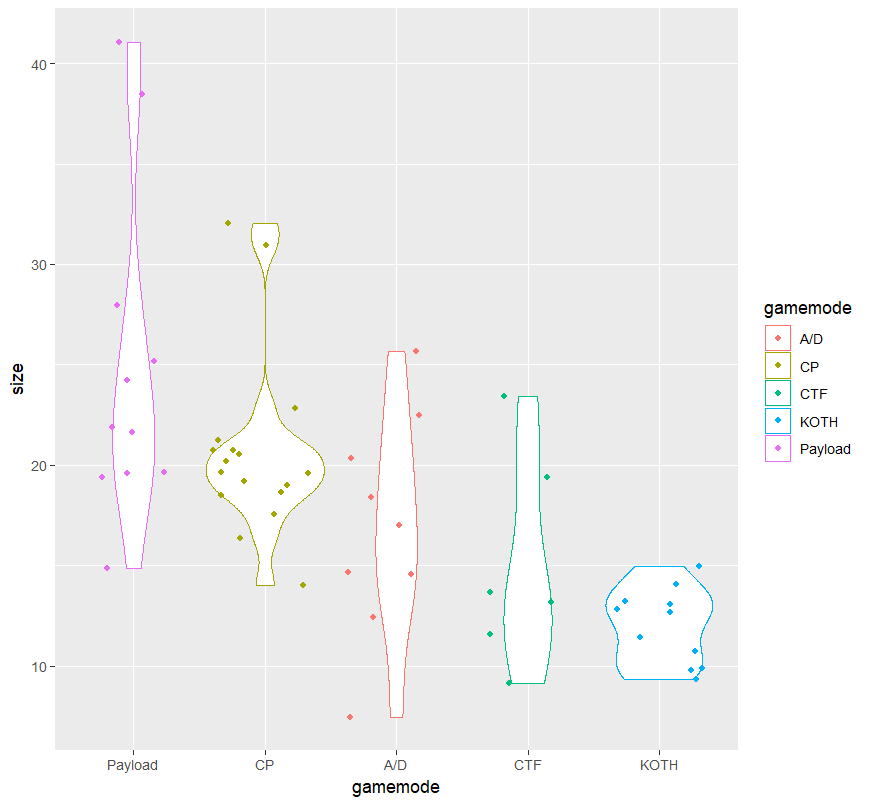 40
30
20
10
size
Payload
CP
A/D
CTF
KOTH
gamemode
gamemode
A/D
CP
CTF
KOTH
Payload